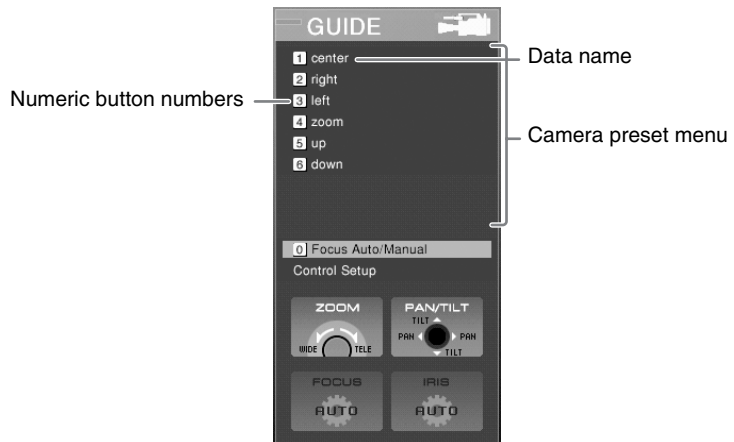 GUIDE
1 center
2 right
3 left
4 zoom
5 up
6 down
0 Focus Auto/Manual
Control Setup
ZOOM
WIDE TELE
PAN/TILT
TILT
PAN PAN
TILT
FOCUS
AUTO
IRIS
AUTO
Numeric button numbers
Data name
Camera preset menu